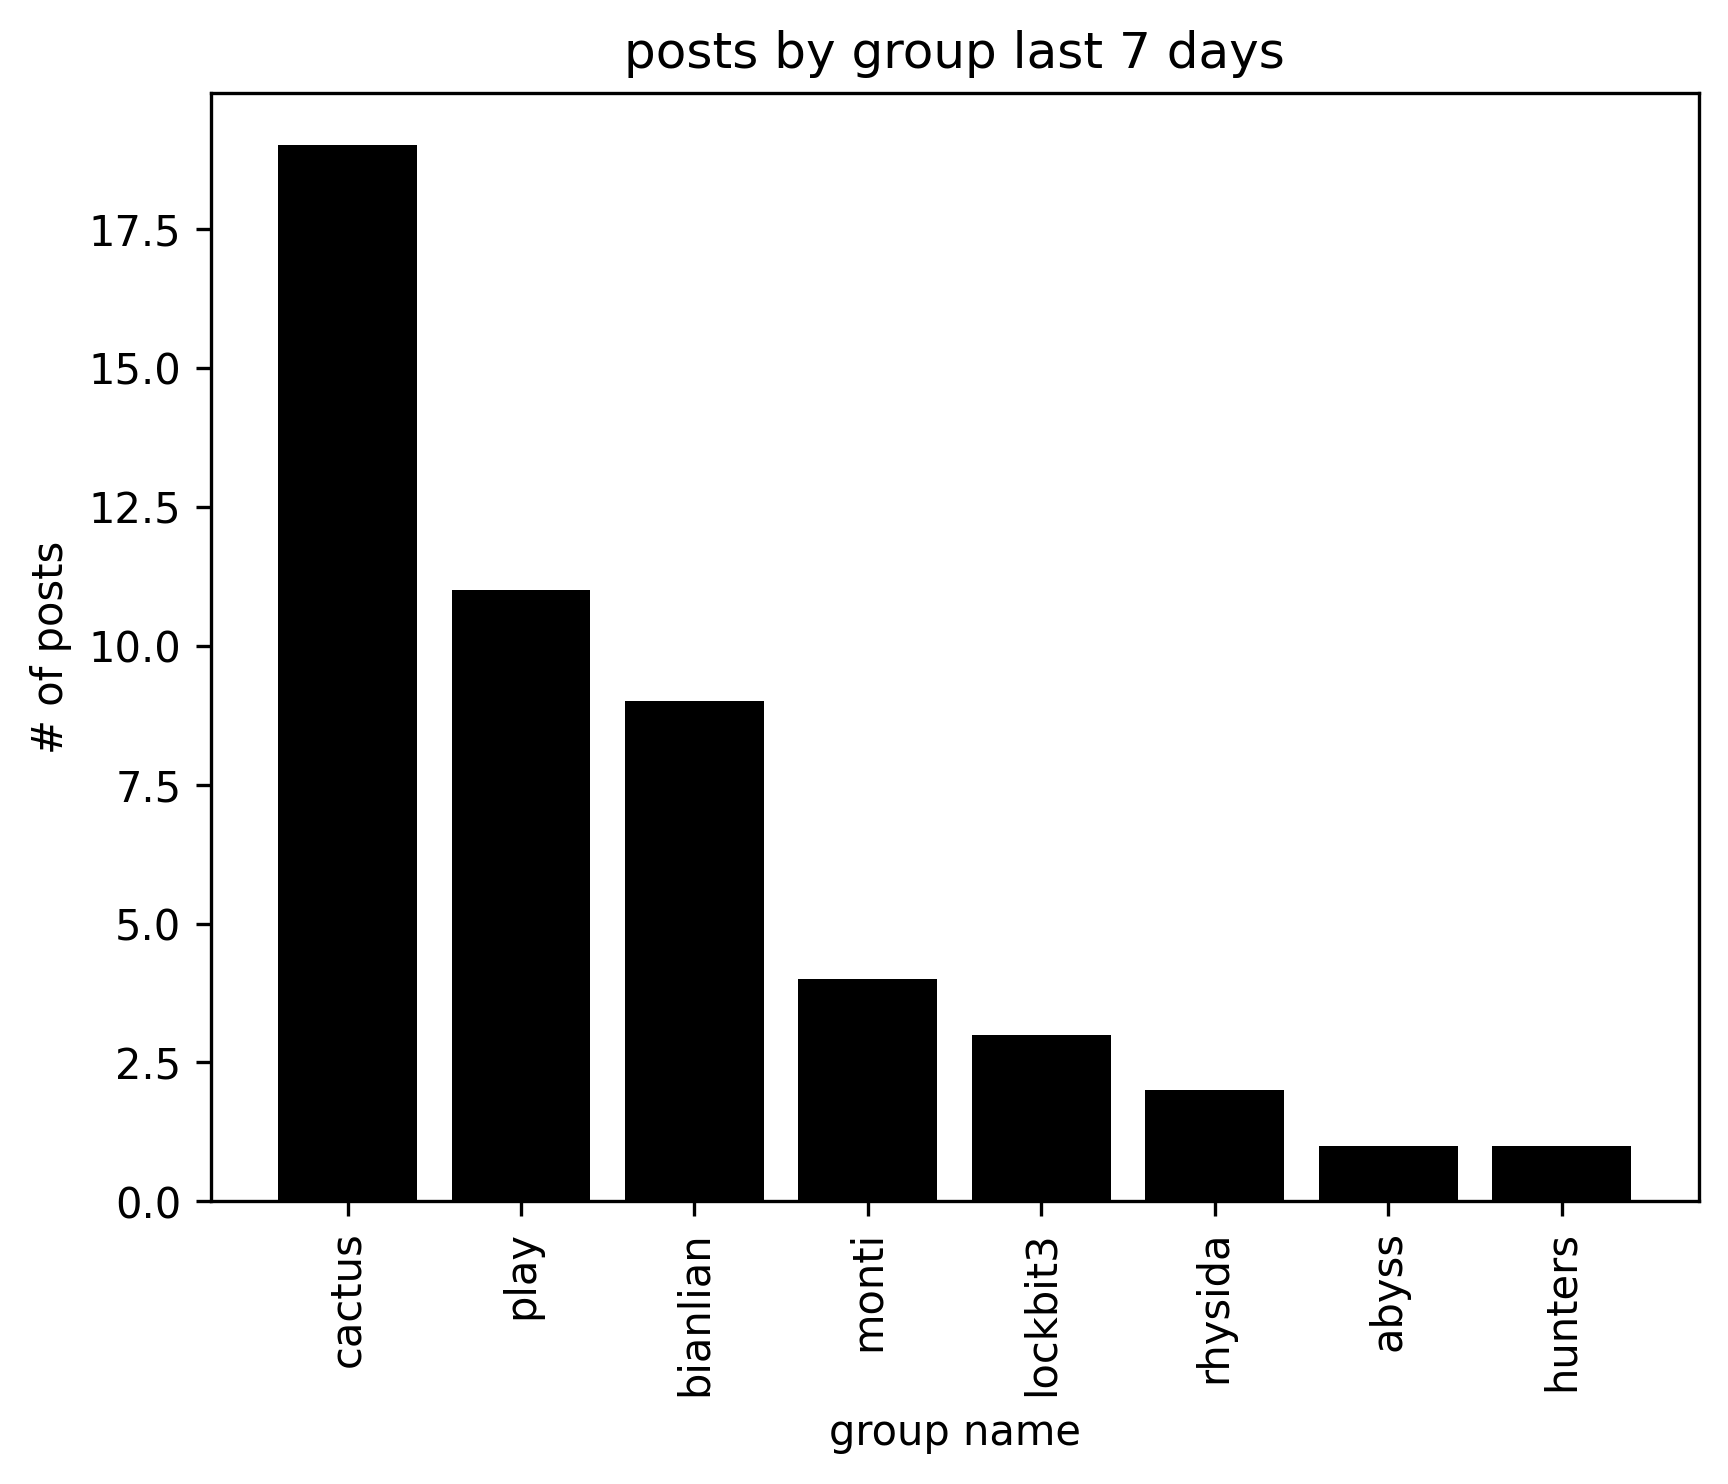 posts by group last 7 days
# of posts
17.5
15.0
12.5
10.0
7.5
5.0
2.5
0.0
cactus
play
bianlian
monti
lockbit3
rhysida
abyss
hunters
group name